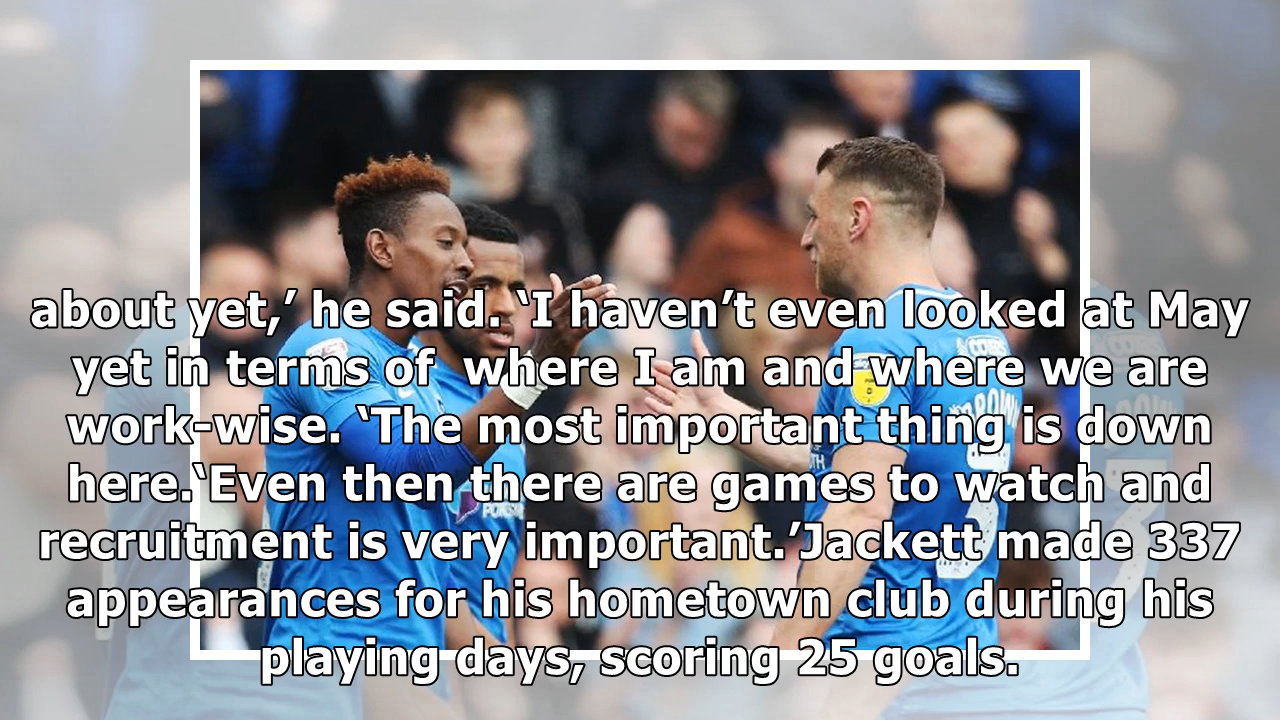 about yet,’ he said. ‘I haven’t even looked at May
yet in terms of  where I am and where we are
work-wise. ‘The most important thing is down
here.‘Even then there are games to watch and
recruitment is very important.’Jackett made 337
appearances for his hometown club during his
playing days, scoring 25 goals.